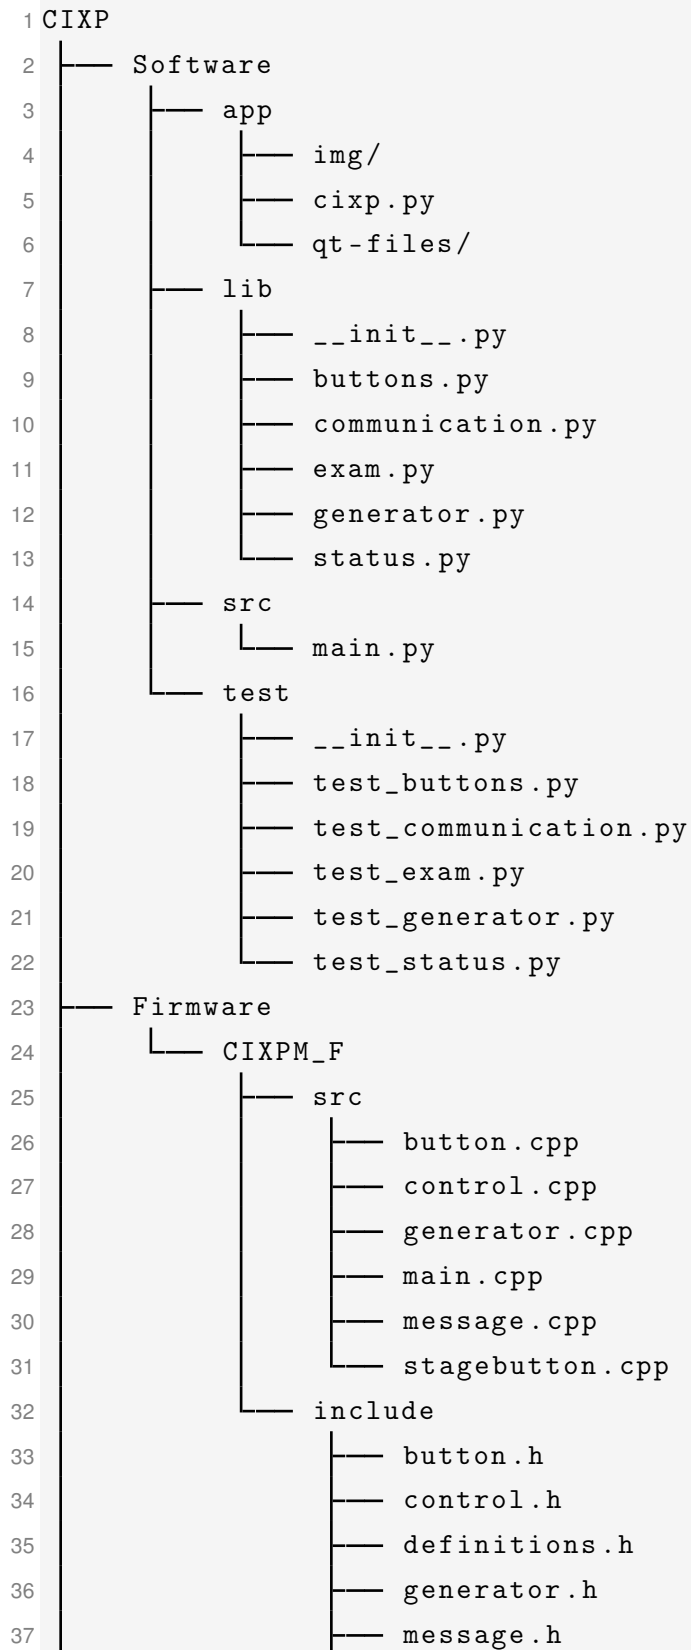 1 CIXP
2 ├── Software
3 ├── app
4 ├── img/
5 ├── cixp.py
6 └── qt-files/
7 ├── lib
8 ├── __init__.py
9 ├── buttons.py
10 ├── communication.py
11 ├── exam.py
12 ├── generator.py
13 └── status.py
14 ├── src
15 └── main.py
16 └── test
17 ├── __init__.py
18 ├── test_buttons.py
19 ├── test_communication.py
20 ├── test_exam.py
21 ├── test_generator.py
22 └── test_status.py
23 ├── Firmware
24 └── CIXPM_F
25 ├── src
26 ├── button.cpp
27 ├── control.cpp
28 ├── generator.cpp
29 ├── main.cpp
30 ├── message.cpp
31 └── stagebutton.cpp
32 └── include
33 ├── button.h
34 ├── control.h
35 ├── definitions.h
36 ├── generator.h
37 ├── message.h